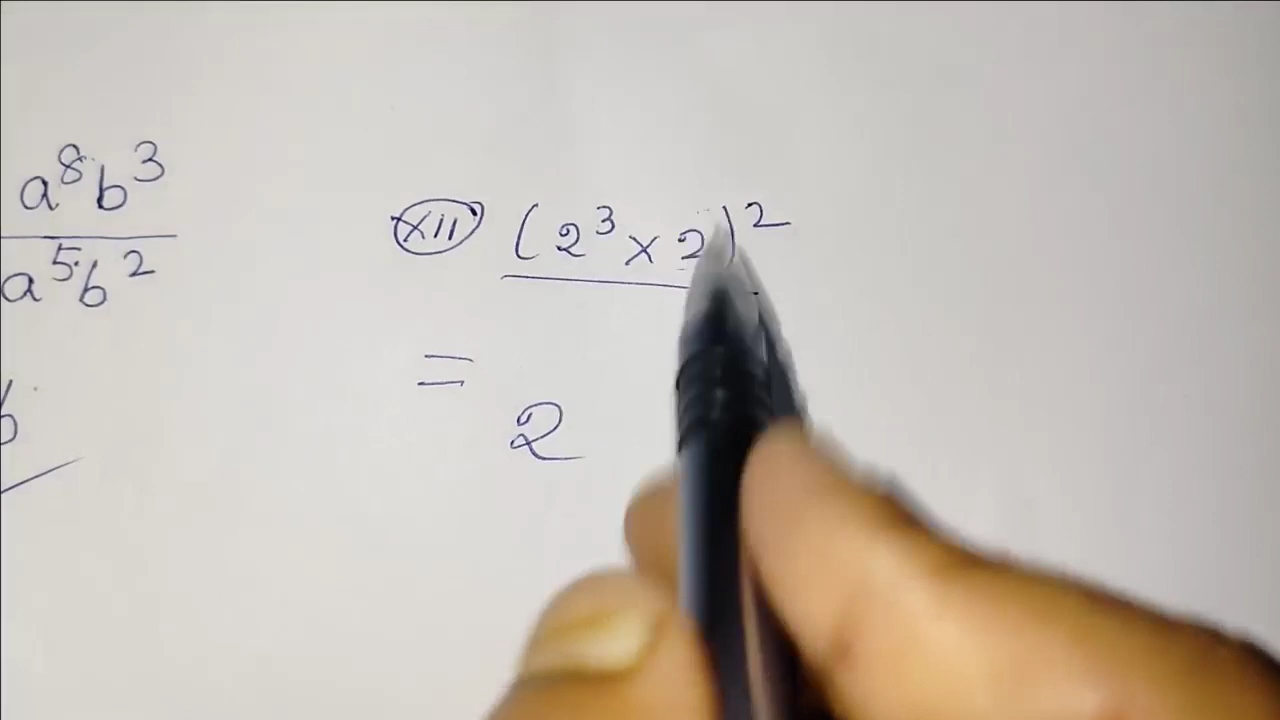 a⁸b³
a⁵b²
b
XII (2³ × 2)²
=
2